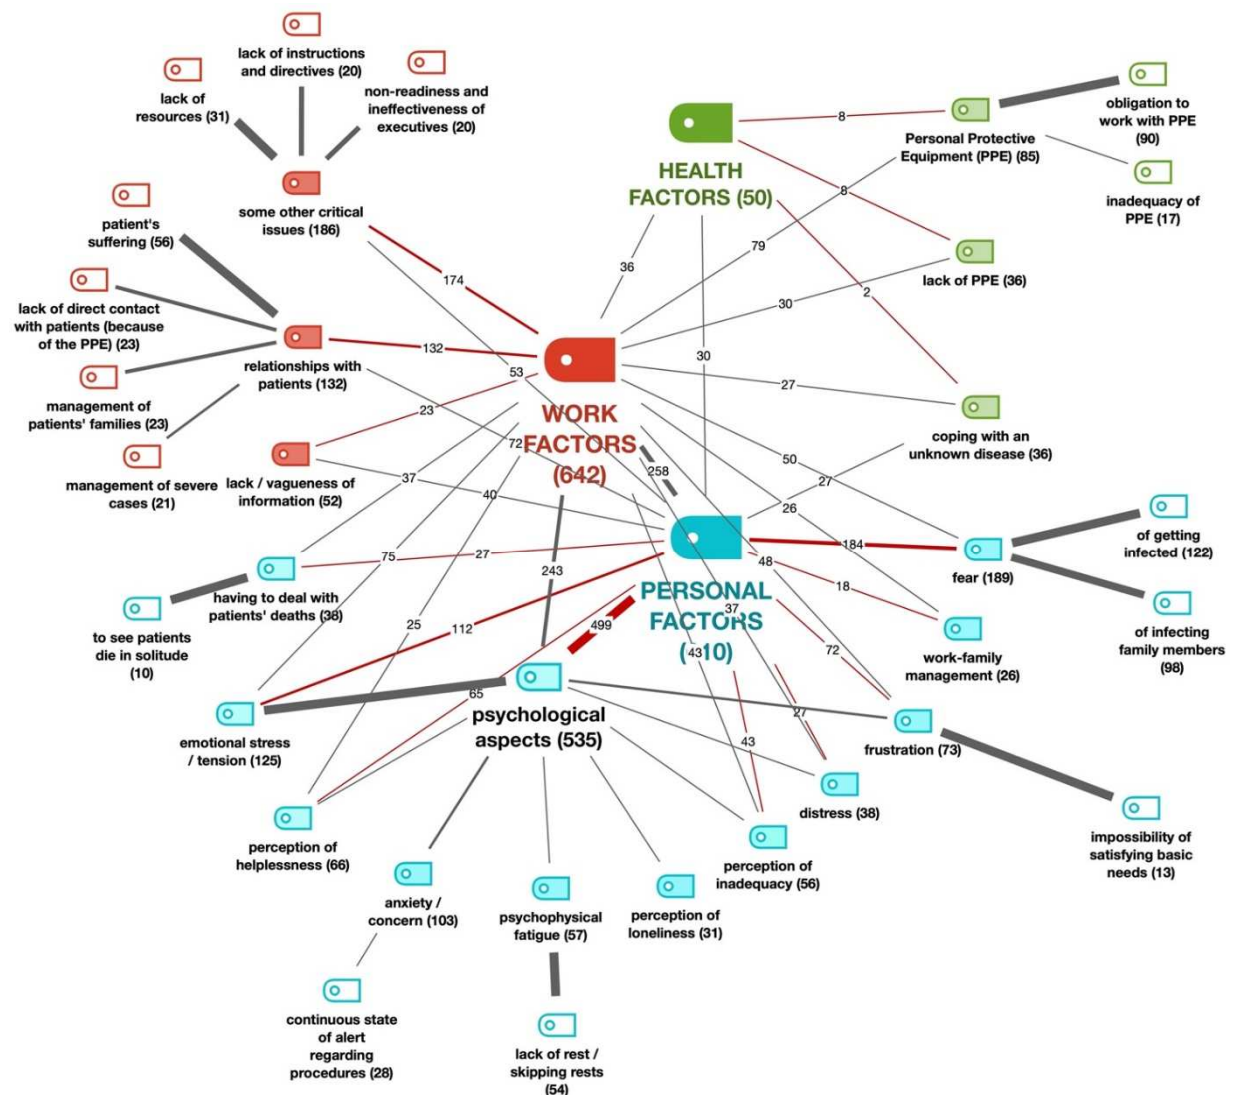 lack of instructions
and directives (20)
lack of
resources (31)
non-readiness and
ineffectiveness of
executives (20)
some other critical
issues (186)
patient's
suffering (56)
lack of direct contact
with patients (because
of the PPE) (23)
relationships with
patients (132)
management of
patients' families (23)
management of severe
cases (21)
lack / vagueness of
information (52)
HEALTH
FACTORS (50)
Personal Protective
Equipment (PPE) (85)
obligation to
work with PPE
(90)
inadequacy of
PPE (17)
lack of PPE (36)
coping with an
unknown disease (36)
WORK
FACTORS
(642)
PERSONAL
FACTORS
10)
fear (189)
of getting
infected (122)
of infecting
family members
(98)
work-family
management (26)
frustration (73)
impossibility of
satisfying basic
needs (13)
distress (38)
perception of
inadequacy (56)
perception of
loneliness (31)
psychophysical
fatigue (57)
lack of rest /
skipping rests
(54)
anxiety /
concern (103)
continuous state
of alert
regarding
procedures (28)
perception of
helplessness (66)
emotional stress
/ tension (125)
psychological
aspects (535)
having to deal with
patients' deaths (38)
to see patients
die in solitude
(10)
8
8
2
36
79
30
30
27
174
132
53
23
72
37
40
258
50
27
26
184
48
18
75
27
243
25
112
499
37
43
72
65
27
43